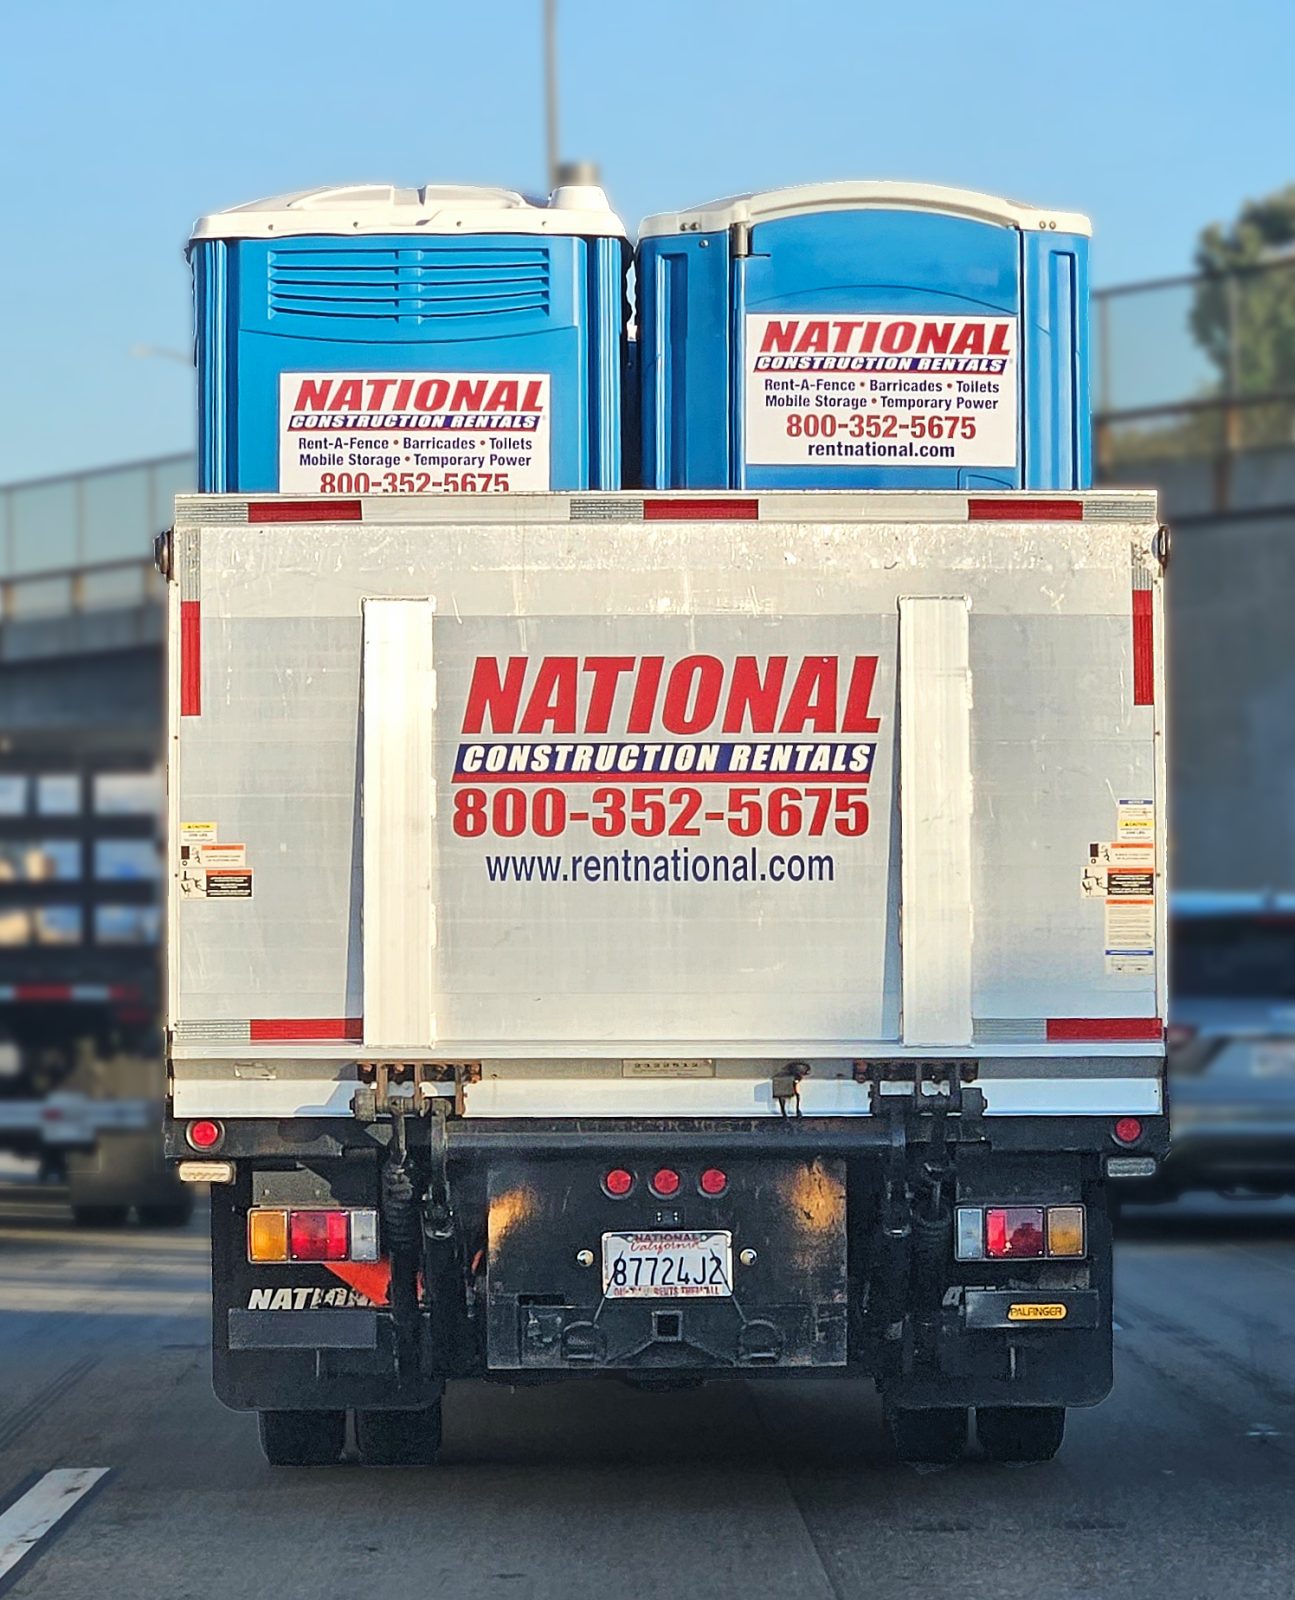 NATIONAL
CONSTRUCTION RENTALS
Rent-A-Fence • Barricades • Toilets
Mobile Storage • Temporary Power
800-352-5675
NATIONAL
CONSTRUCTION RENTALS
Rent-A-Fence • Barricades • Toilets
Mobile Storage • Temporary Power
800-352-5675
rentnational.com
NATIONAL
CONSTRUCTION RENTALS
800-352-5675
www.rentnational.com
NATIONAL
California
87724J2
NATIONAL
PALFINGER